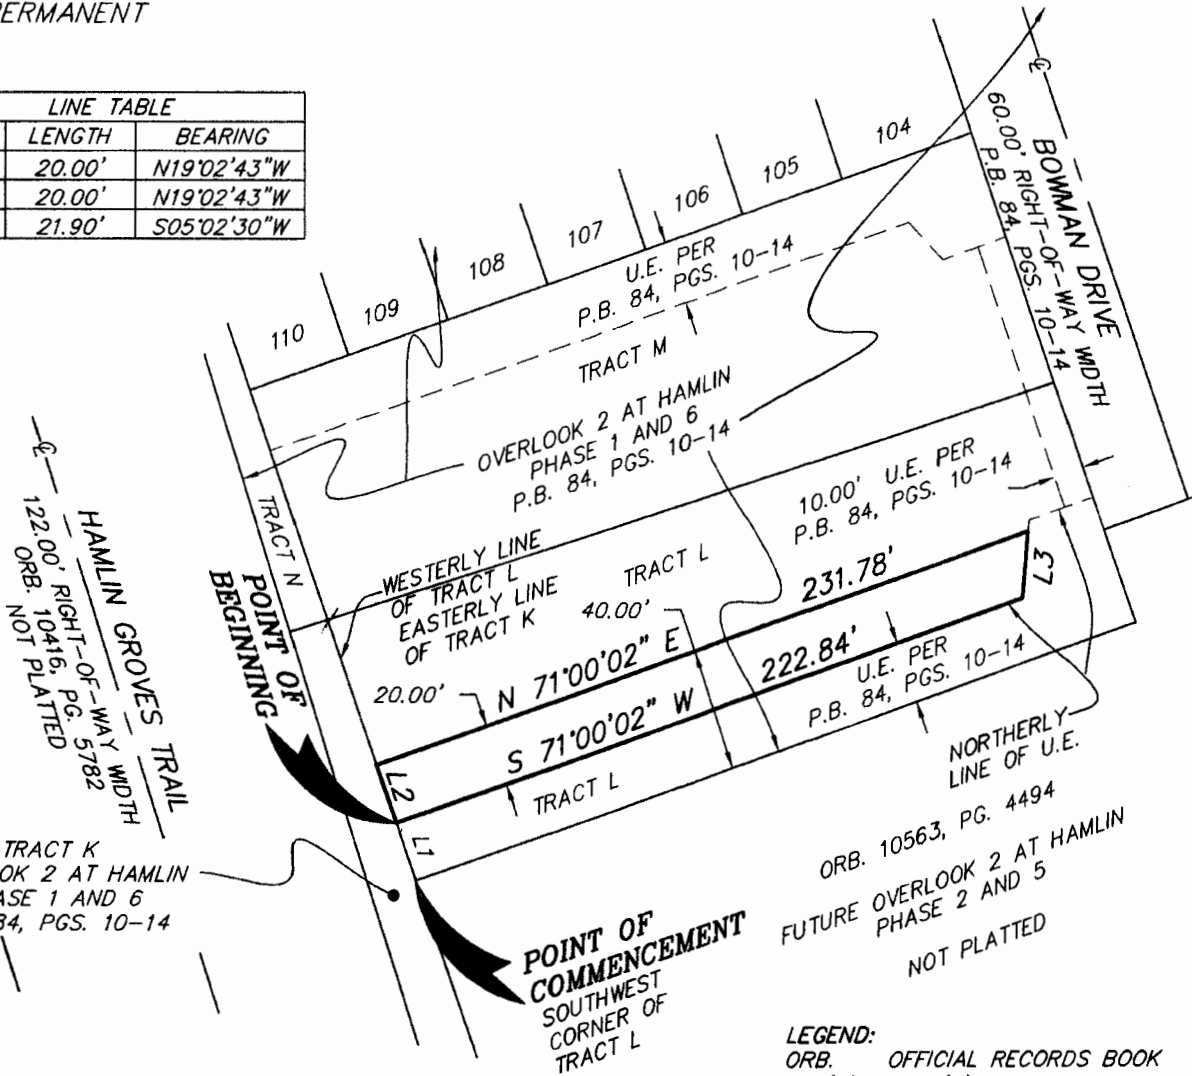 PERMANENT
LINE TABLE
LENGTH BEARING
20.00' N19°02'43"W
20.00' N19°02'43"W
21.90' S05°02'30"W
104
105
106
107
108
109
110
U.E. PER
P.B. 84, PGS. 10-14
TRACT M
BOWMAN DRIVE
60.00' RIGHT-OF-WAY WIDTH
P.B. 84, PGS. 10-14
OVERLOOK 2 AT HAMLIN
PHASE 1 AND 6
P.B. 84, PGS. 10-14
TRACT N
HAMLIN GROVES TRAIL
122.00' RIGHT-OF-WAY WIDTH
ORB. 10416, PG. 5782
NOT PLATTED
10.00' U.E. PER
P.B. 84, PGS. 10-14
WESTERLY LINE
OF TRACT L
EASTERLY LINE
OF TRACT K
TRACT L
40.00'
20.00'
POINT OF
BEGINNING
N 71°00'02" E 231.78'
S 71°00'02" W 222.84'
L3
L2
L1
U.E. PER
P.B. 84, PGS. 10-14
TRACT L
NORTHERLY
LINE OF U.E.
TRACT K
OK 2 AT HAMLIN
ASE 1 AND 6
84, PGS. 10-14
ORB. 10563, PG. 4494
FUTURE OVERLOOK 2 AT HAMLIN
PHASE 2 AND 5
NOT PLATTED
POINT OF
COMMENCEMENT
SOUTHWEST
CORNER OF
TRACT L
LEGEND:
ORB. OFFICIAL RECORDS BOOK